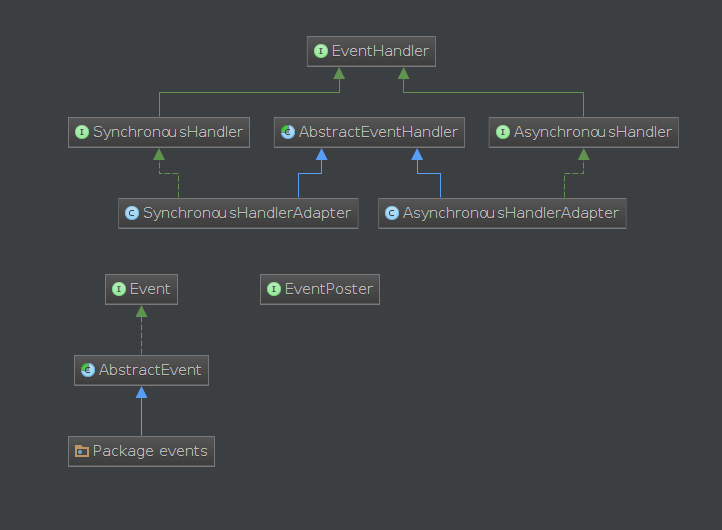 I EventHandler
I SynchronousHandler
C AbstractEventHandler
I AsynchronousHandler
C SynchronousHandlerAdapter
C AsynchronousHandlerAdapter
I Event
I EventPoster
C AbstractEvent
Package events